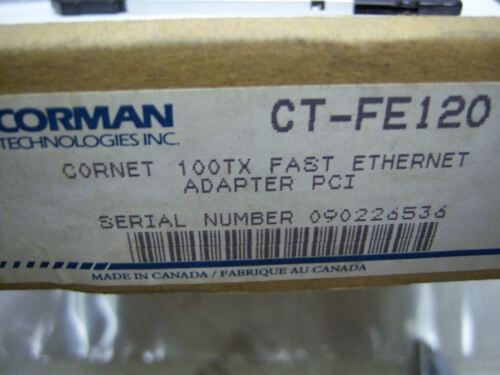 CORMAN
TECHNOLOGIES INC.
CT-FE120
CORNET 100TX FAST ETHERNET
ADAPTER PCI
SERIAL NUMBER 090226536
MADE IN CANADA / FABRIQUE AU CANADA